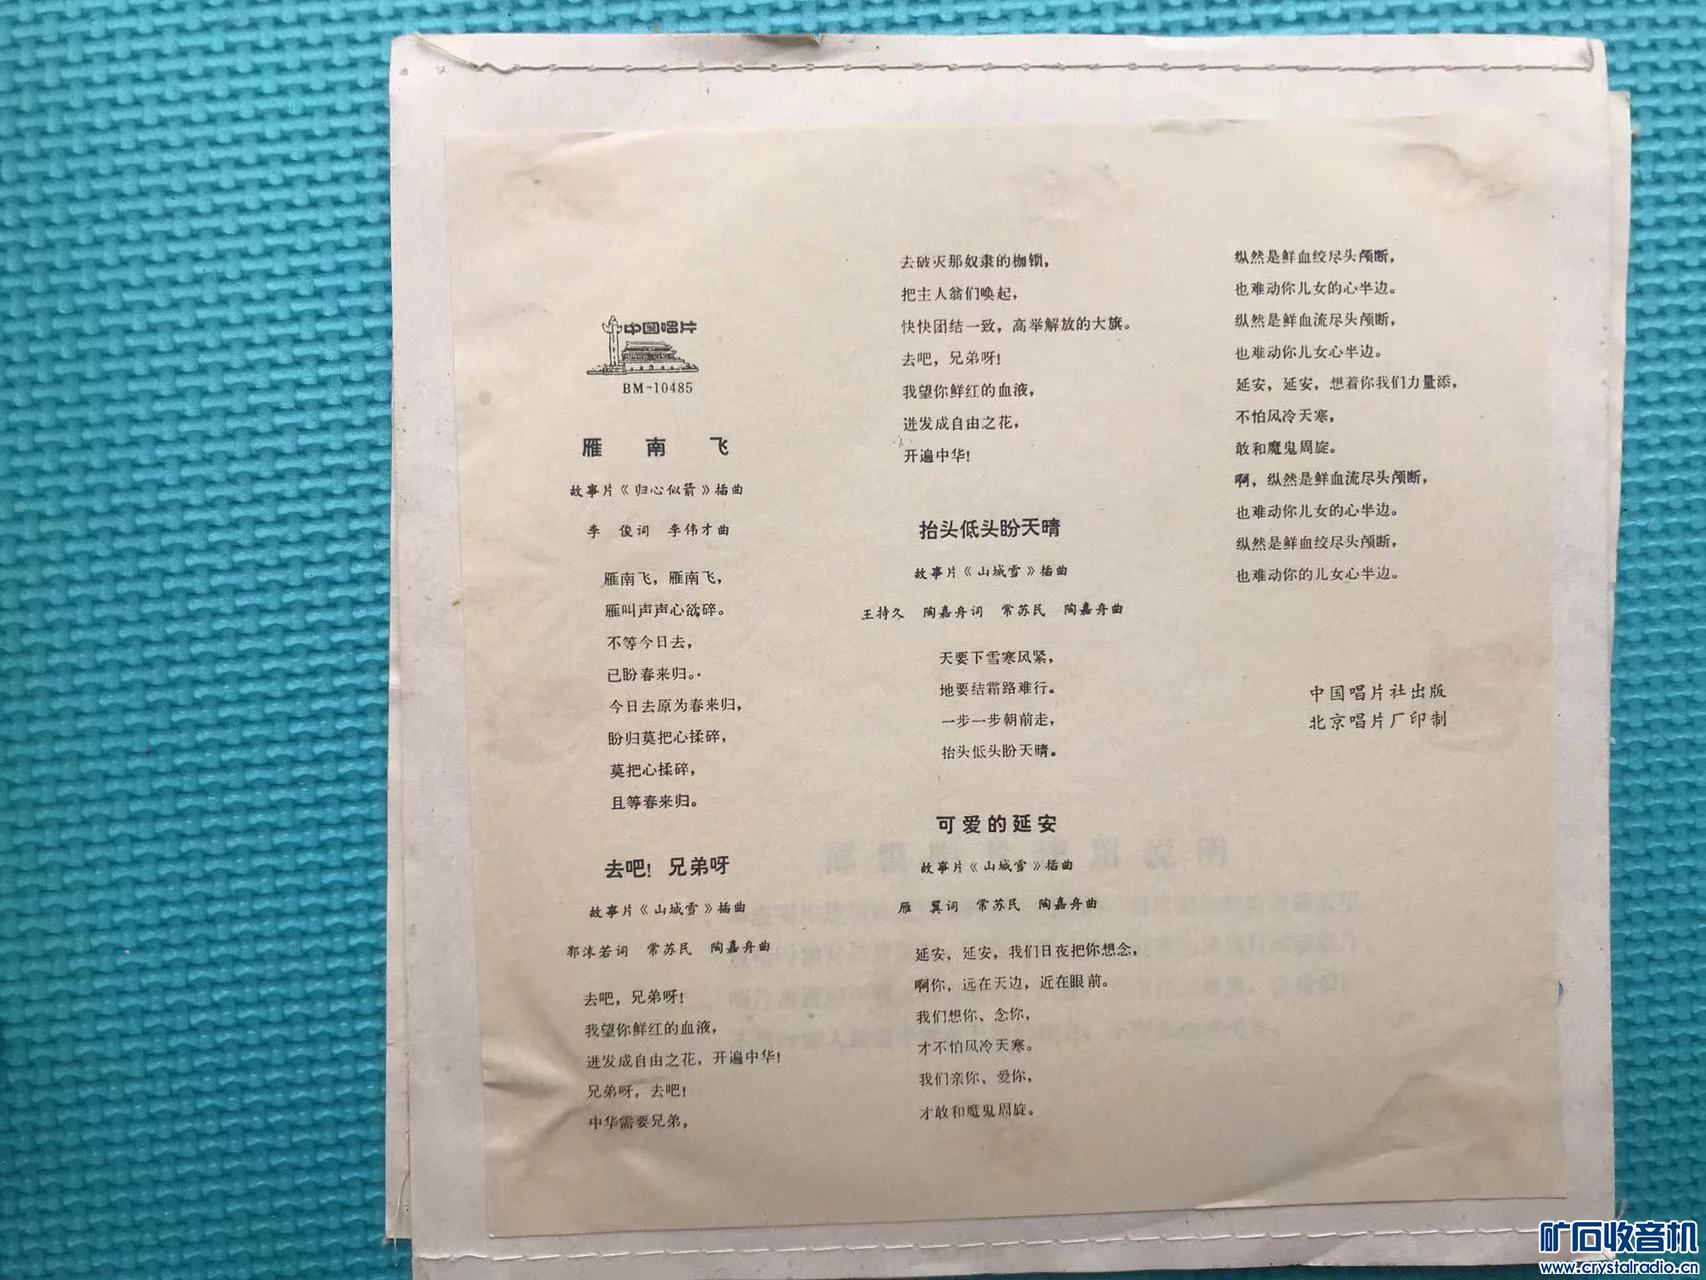 中国唱片
BM-10485
雁 南 飞
故事片《归心似箭》插曲
李 俊词 李伟才曲
雁南飞，雁南飞，
雁叫声声心欲碎。
不等今日去，
已盼春来归。
今日去原为春来归，
盼归莫把心揉碎，
莫把心揉碎，
且等春来归。
去吧！兄弟呀
故事片《山城雪》插曲
郭沫若词 常苏民 陶嘉舟曲
去吧，兄弟呀！
我望你鲜红的血液，
迸发成自由之花，开遍中华！
兄弟呀，去吧！
中华需要兄弟，
去破灭那奴隶的枷锁，
把主人翁们唤起，
快快团结一致，高举解放的大旗。
去吧，兄弟呀！
我望你鲜红的血液，
迸发成自由之花，
开遍中华！
抬头低头盼天晴
故事片《山城雪》插曲
王持久 陶嘉舟词 常苏民 陶嘉舟曲
天要下雪寒风紧，
地要结霜路难行。
一步一步朝前走，
抬头低头盼天晴。
可爱的延安
故事片《山城雪》插曲
雁 翼词 常苏民 陶嘉舟曲
延安，延安，我们日夜把你想念，
啊你，远在天边，近在眼前。
我们想你、念你，
才不怕风冷天寒。
我们亲你、爱你，
才敢和魔鬼周旋。
纵然是鲜血绞尽头颅断，
也难动你儿女的心半边。
纵然是鲜血流尽头颅断，
也难动你儿女心半边。
延安，延安，想着你我们力量添，
不怕风冷天寒，
敢和魔鬼周旋。
啊，纵然是鲜血流尽头颅断，
也难动你儿女的心半边。
纵然是鲜血绞尽头颅断，
也难动你的儿女心半边。
中国唱片社出版
北京唱片厂印制
矿石收音机
www.crystalradio.cn